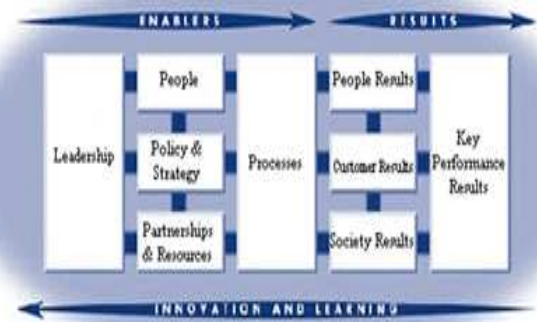 ENABLERS
RESULTS
Leadership
People
Policy &
Strategy
Partnerships
& Resources
Processes
People Results
Customer Results
Society Results
Key
Performance
Results
INNOVATION AND LEARNING